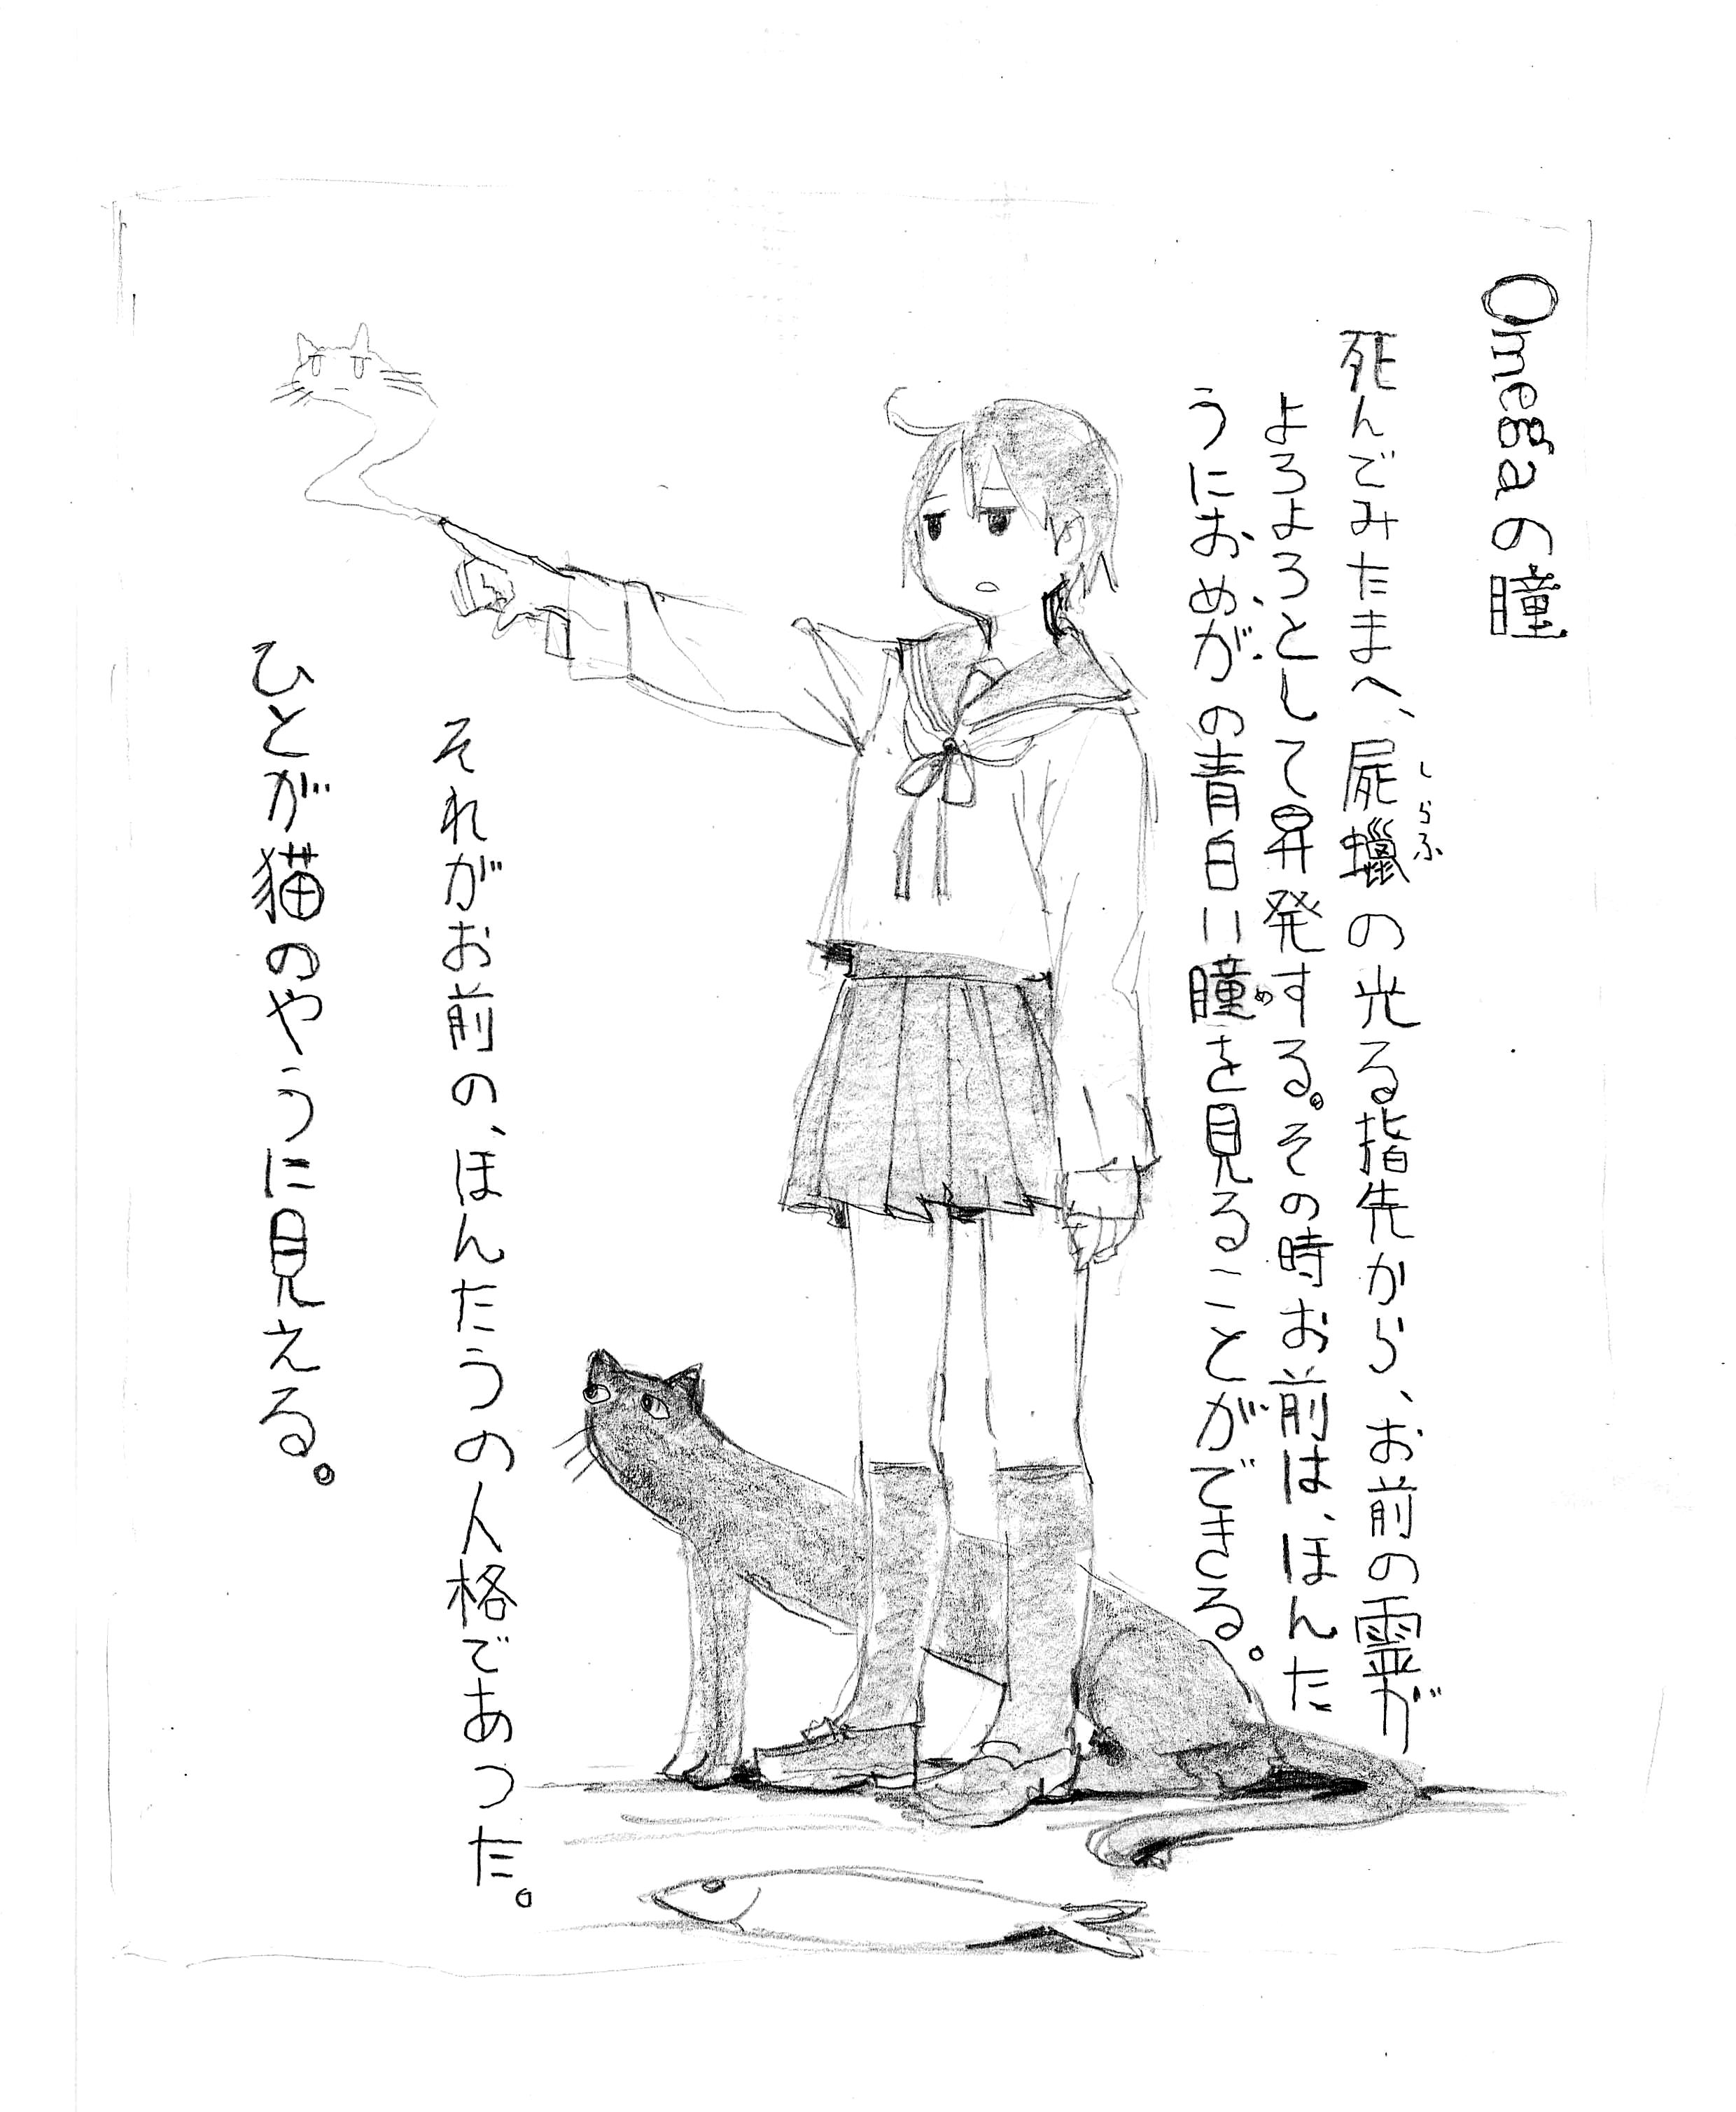 Omegaの瞳
死んでみたまへ、屍蠟の光る指先から、お前の霊が
しらふ
よろよろとして昇発する。その時お前は、ほんた
うにおめがの青白い瞳を見ることができる。
め
それがお前の、ほんたうの人格であつた。
ひとが猫のやうに見える。